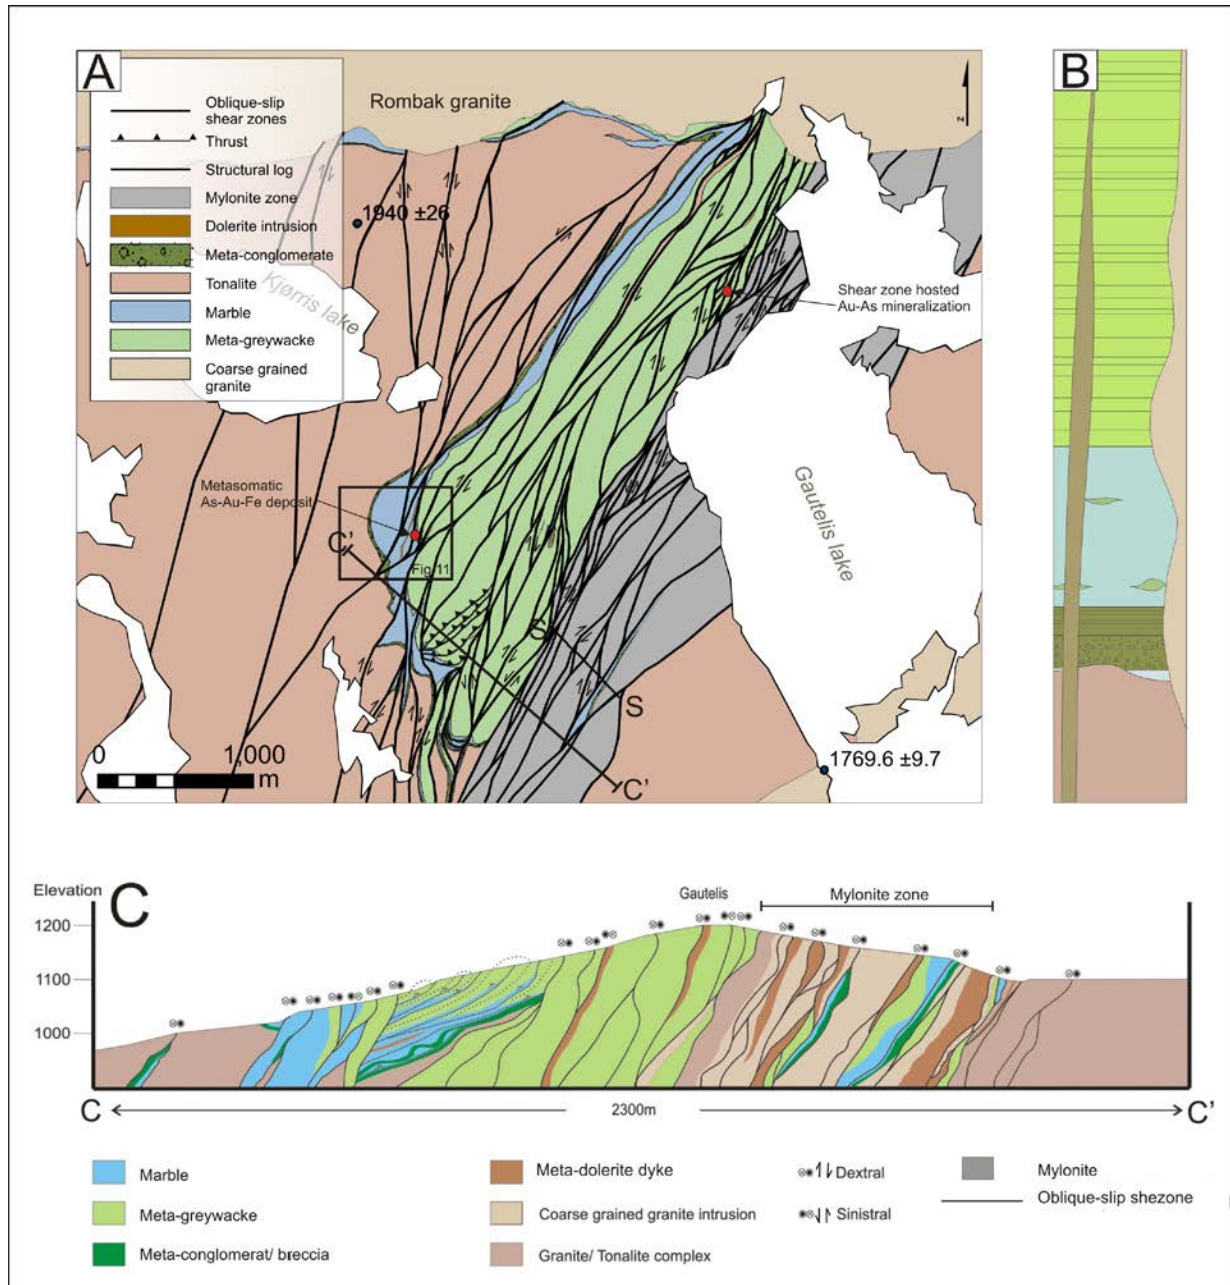 A
Rombak granite
z
Oblique-slip
shear zones
Thrust
Structural log
Mylonite zone
Dolerite intrusion
Meta-conglomerate
Tonalite
Marble
Meta-greywacke
Coarse grained
granite
1940 ±26
Kjørris lake
Shear zone hosted
Au-As mineralization
Metasomatic
As-Au-Fe deposit
C'
Fig 11
Gautelis lake
S
S
0
1,000
m
1769.6 ±9.7
C'
B
Elevation
C
Gautelis
Mylonite zone
1200
1100
1000
C
2300m
C'
Marble
Meta-dolerite dyke
Dextral
Mylonite
Oblique-slip shezone
Meta-greywacke
Coarse grained granite intrusion
Sinistral
Meta-conglomerat/ breccia
Granite/ Tonalite complex